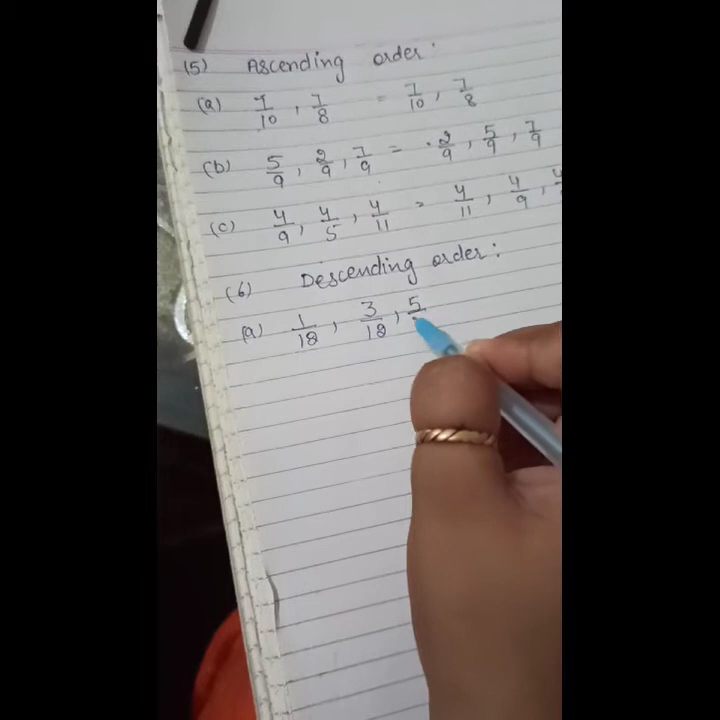 (5) Ascending order:
(a) 7/10, 7/8 = 7/10, 7/8
(b) 5/9, 2/9, 7/9 = 2/9, 5/9, 7/9
(c) 4/9, 4/5, 4/11 = 4/11, 4/9,
(6) Descending order:
(a) 1/18, 3/18, 5